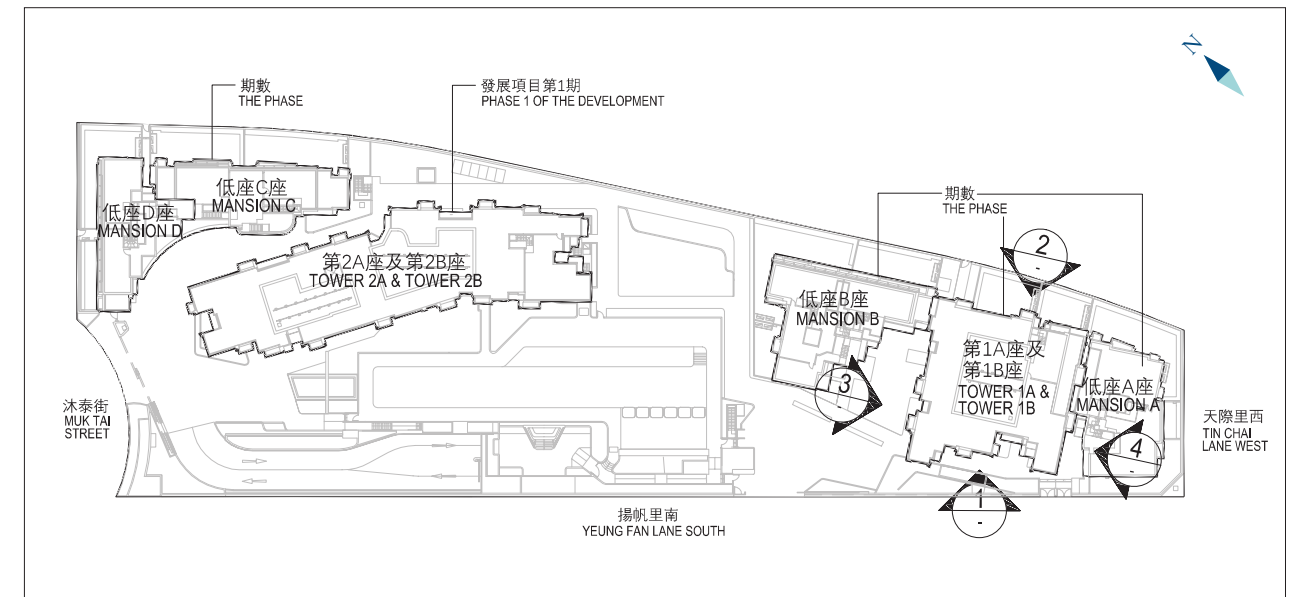 N
期數
THE PHASE
發展項目第1期
PHASE 1 OF THE DEVELOPMENT
低座C座
MANSION C
低座D座
MANSION D
第2A座及第2B座
TOWER 2A & TOWER 2B
期數
THE PHASE
2
-
低座B座
MANSION B
第1A座及
第1B座
TOWER 1A &
TOWER 1B
低座A座
MANSION A
3
-
4
-
1
-
沐泰街
MUK TAI
STREET
天際里西
TIN CHAI
LANE WEST
揚帆里南
YEUNG FAN LANE SOUTH